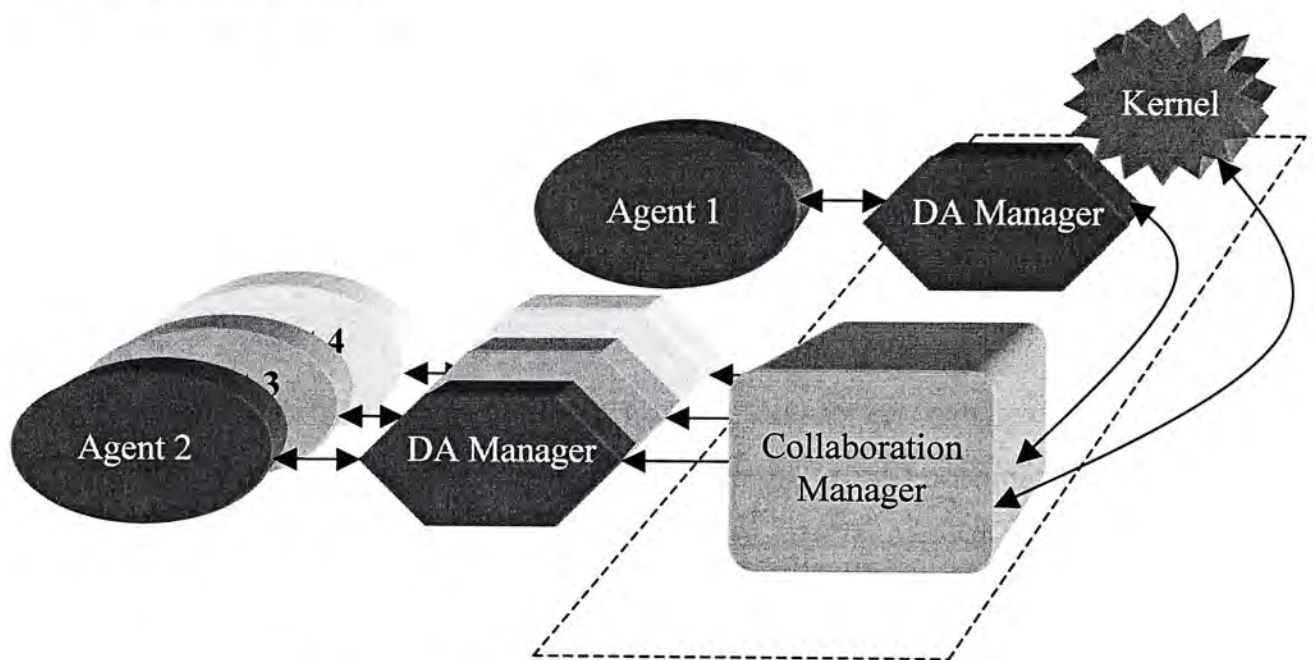 Kernel
Agent 1
DA Manager
4
3
Agent 2
DA Manager
Collaboration
Manager